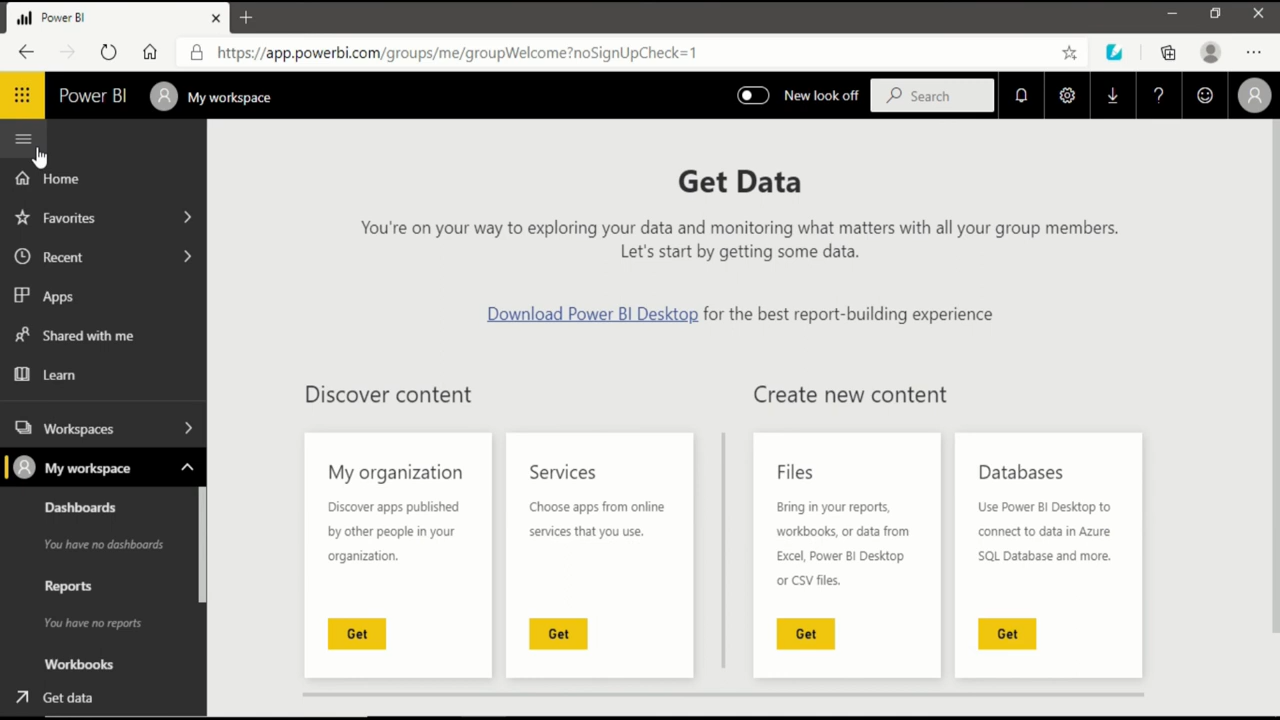 Power BI
https://app.powerbi.com/groups/me/groupWelcome?noSignUpCheck=1
Power BI
My workspace
New look off
Search
Home
Favorites
Recent
Apps
Shared with me
Learn
Workspaces
My workspace
Dashboards
You have no dashboards
Reports
You have no reports
Workbooks
Get data
Get Data
You're on your way to exploring your data and monitoring what matters with all your group members.
Let's start by getting some data.
Download Power BI Desktop for the best report-building experience
Discover content
My organization
Discover apps published
by other people in your
organization.
Get
Services
Choose apps from online
services that you use.
Get
Create new content
Files
Bring in your reports,
workbooks, or data from
Excel, Power BI Desktop
or CSV files.
Get
Databases
Use Power BI Desktop to
connect to data in Azure
SQL Database and more.
Get